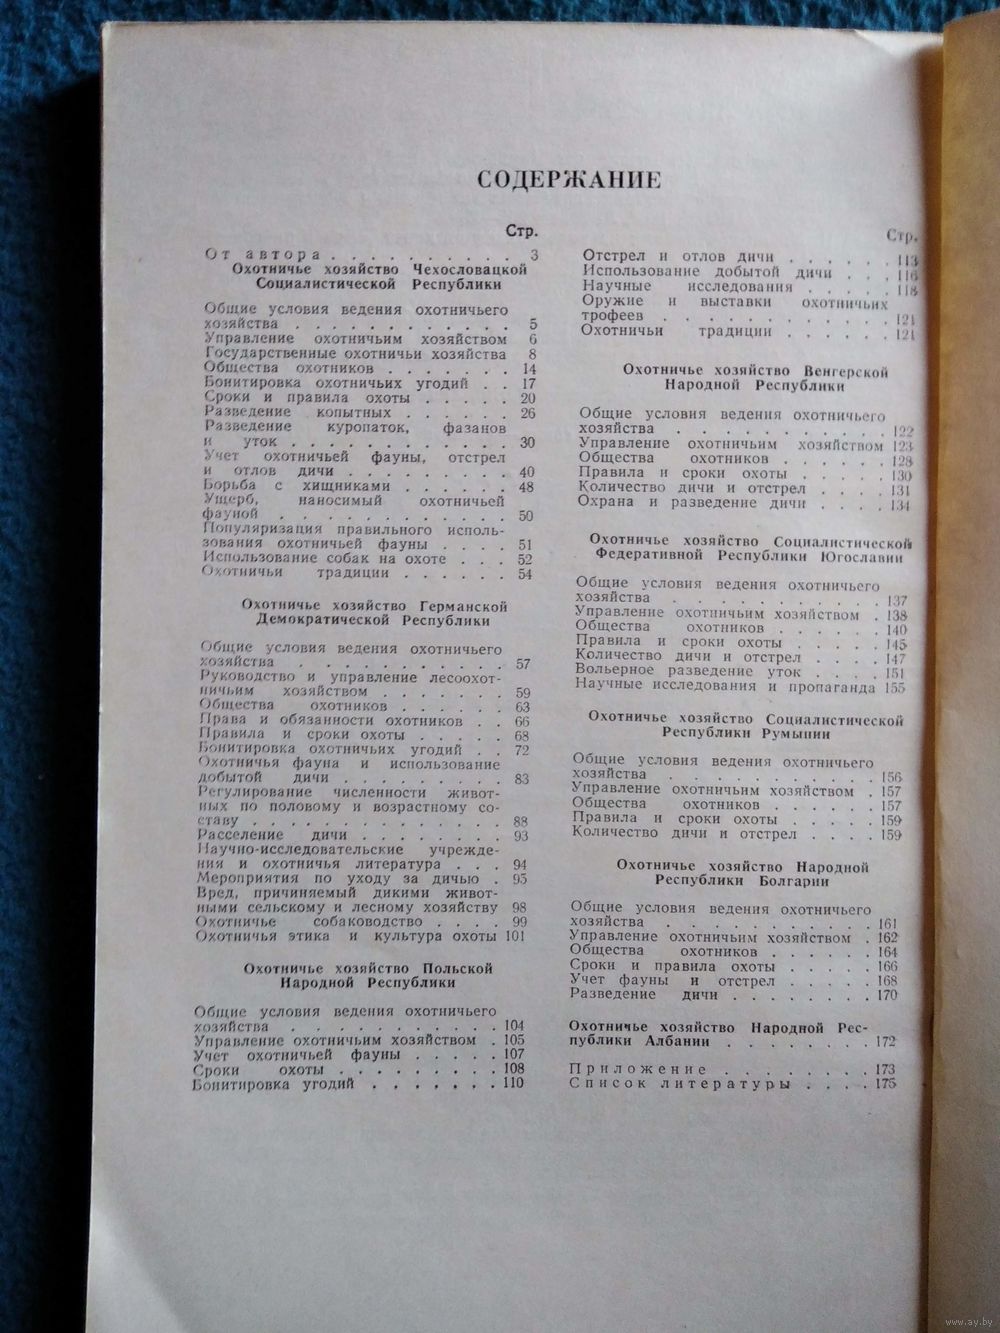 СОДЕРЖАНИЕ
Стр.
От автора . . . . . . . . . . 3
Охотничье хозяйство Чехословацкой
Социалистической Республики
Общие условия ведения охотничьего
хозяйства . . . . . . . . . . . . 5
Управление охотничьим хозяйством 6
Государственные охотничьи хозяйства 8
Общества охотников . . . . . . . 14
Бонитировка охотничьих угодий . . 17
Сроки и правила охоты . . . . . 20
Разведение копытных . . . . . . 26
Разведение куропаток, фазанов
и уток . . . . . . . . . . . . 30
Учет охотничьей фауны, отстрел
и отлов дичи . . . . . . . . . 40
Борьба с хищниками . . . . . . 48
Ущерб, наносимый охотничьей
фауной . . . . . . . . . . . . 50
Популяризация правильного исполь-
зования охотничьей фауны . . . . 51
Использование собак на охоте . . . 52
Охотничьи традиции . . . . . . 54
Охотничье хозяйство Германской
Демократической Республики
Общие условия ведения охотничьего
хозяйства . . . . . . . . . . . 57
Руководство и управление лесоохот-
ничьим хозяйством . . . . . . . 59
Общества охотников . . . . . . 63
Права и обязанности охотников . . 66
Правила и сроки охоты . . . . . 68
Бонитировка охотничьих угодий . . 72
Охотничья фауна и использование
добытой дичи . . . . . . . . . 83
Регулирование численности живот-
ных по половому и возрастному со-
ставу . . . . . . . . . . . . . 88
Расселение дичи . . . . . . . . 93
Научно-исследовательские учрежде-
ния и охотничья литература . . . 94
Мероприятия по уходу за дичью . 95
Вред, причиняемый дикими живот-
ными сельскому и лесному хозяйству 98
Охотничье собаководство . . . . 99
Охотничья этика и культура охоты 101
Охотничье хозяйство Польской
Народной Республики
Общие условия ведения охотничьего
хозяйства . . . . . . . . . . . 104
Управление охотничьим хозяйством . 105
Учет охотничьей фауны . . . . . 107
Сроки охоты . . . . . . . . . 108
Бонитировка угодий . . . . . . . 110
Стр.
Отстрел и отлов дичи . . . . . . 113
Использование добытой дичи . . . 116
Научные исследования . . . . . 118
Оружие и выставки охотничьих
трофеев . . . . . . . . . . . . 121
Охотничьи традиции . . . . . . 121
Охотничье хозяйство Венгерской
Народной Республики
Общие условия ведения охотничьего
хозяйства . . . . . . . . . . . 122
Управление охотничьим хозяйством 123
Общества охотников . . . . . . 128
Правила и сроки охоты . . . . . 130
Количество дичи и отстрел . . . . 131
Охрана и разведение дичи . . . . 134
Охотничье хозяйство Социалистической
Федеративной Республики Югославии
Общие условия ведения охотничьего
хозяйства . . . . . . . . . . . 137
Управление охотничьим хозяйством . 138
Общества охотников . . . . . . 140
Правила и сроки охоты . . . . . 145
Количество дичи и отстрел . . . . 147
Вольерное разведение уток . . . . 151
Научные исследования и пропаганда 155
Охотничье хозяйство Социалистической
Республики Румынии
Общие условия ведения охотничьего
хозяйства . . . . . . . . . . . 156
Управление охотничьим хозяйством . 157
Общества охотников . . . . . . 157
Правила и сроки охоты . . . . . 159
Количество дичи и отстрел . . . . 159
Охотничье хозяйство Народной
Республики Болгарии
Общие условия ведения охотничьего
хозяйства . . . . . . . . . . . 161
Управление охотничьим хозяйством . 162
Общества охотников . . . . . . 164
Сроки и правила охоты . . . . . 166
Учет фауны и отстрел . . . . . 168
Разведение дичи . . . . . . . . 170
Охотничье хозяйство Народной Рес-
публики Албании . . . . . . . . 172
Приложение . . . . . . . . . 173
Список литературы . . . . 175
www.ay.by